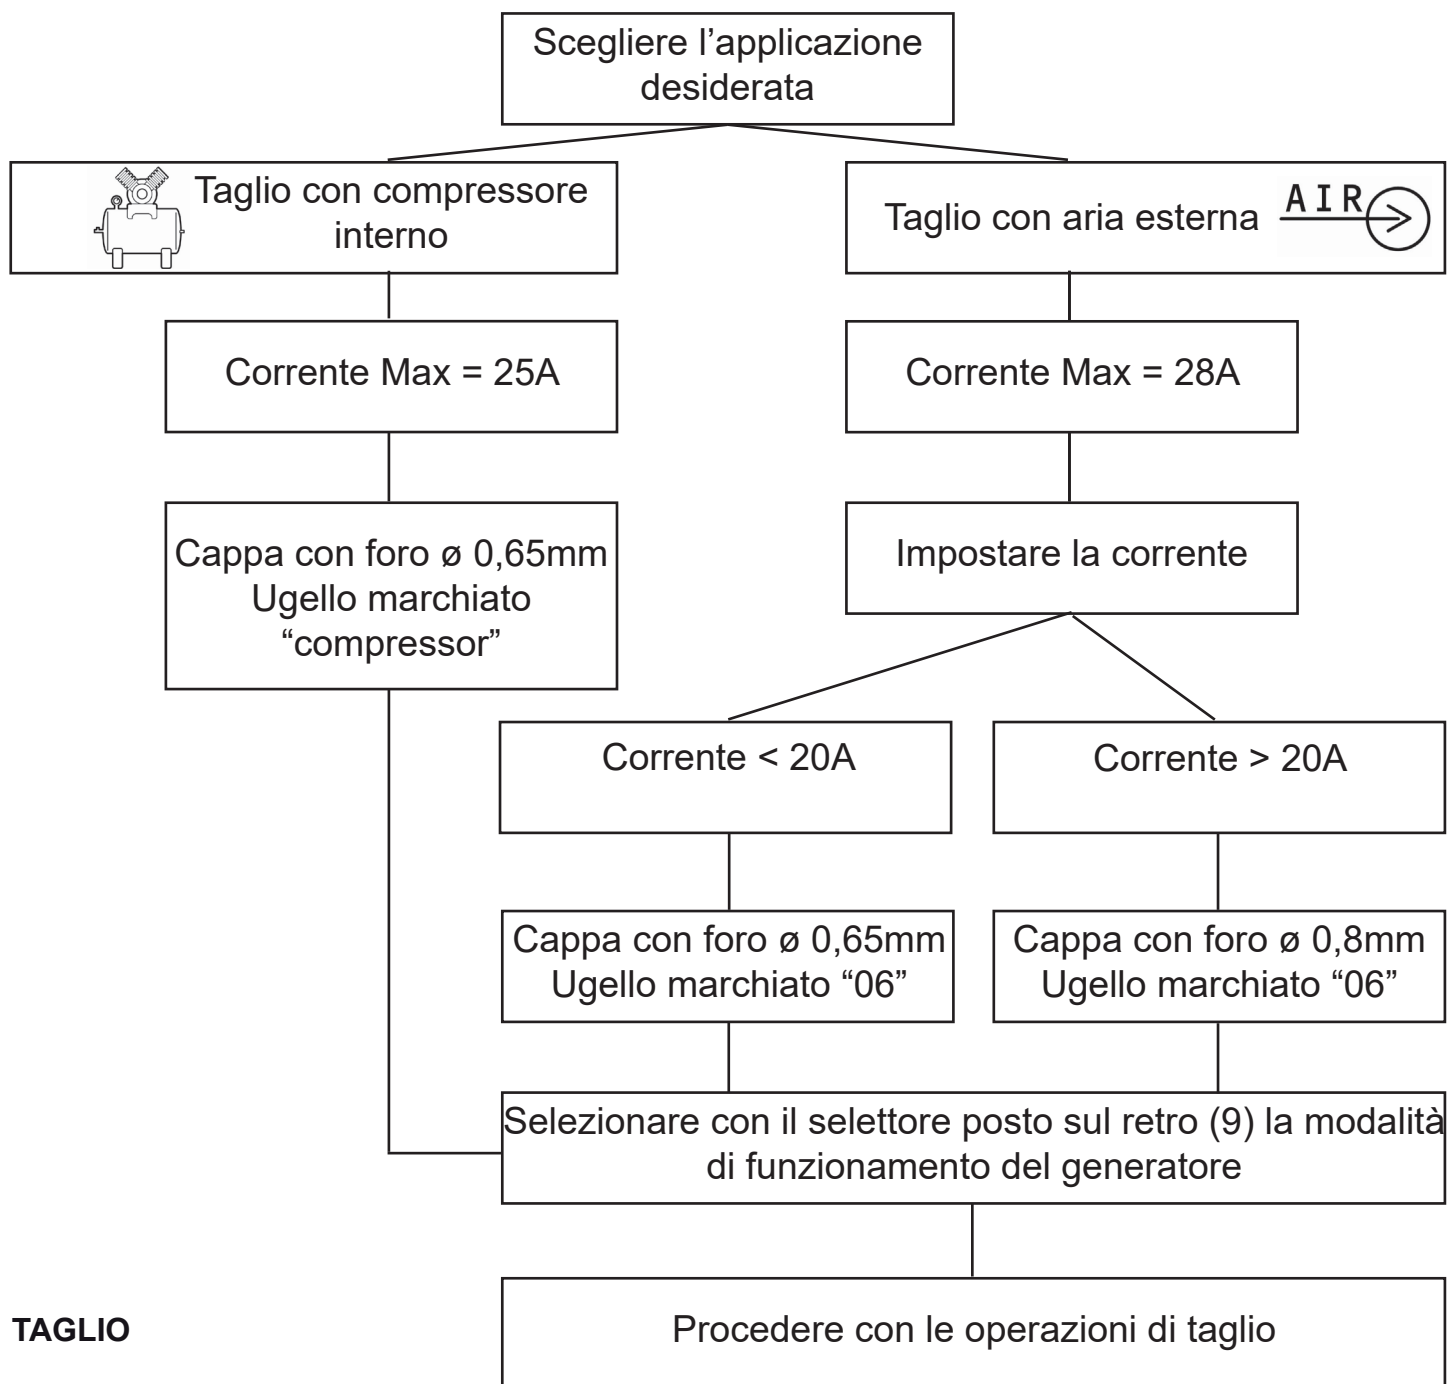 Scegliere l’applicazione
desiderata
Taglio con compressore
interno
Taglio con aria esterna
AIR
Corrente Max = 25A
Corrente Max = 28A
Cappa con foro ø 0,65mm
Ugello marchiato
“compressor”
Impostare la corrente
Corrente < 20A
Corrente > 20A
Cappa con foro ø 0,65mm
Ugello marchiato “06”
Cappa con foro ø 0,8mm
Ugello marchiato “06”
Selezionare con il selettore posto sul retro (9) la modalità
di funzionamento del generatore
TAGLIO
Procedere con le operazioni di taglio